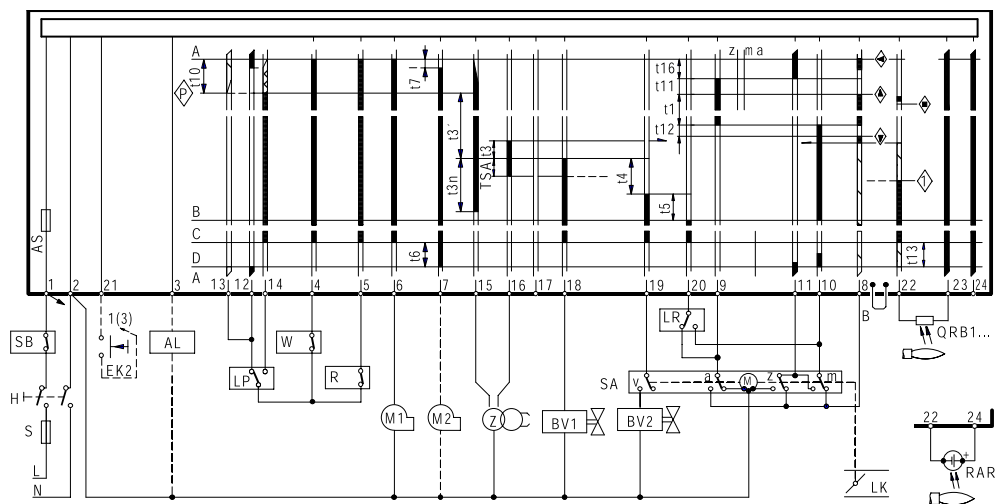 A z m a
t10 t7 t16
P t11
t1
t3' t12
TSA t3
t3n t4 1
t5
AS B
C
D t6 t13
A
1 2 21 3 13 12 14 4 5 6 7 15 16 17 18 19 20 9 11 10 8 22 23 24
B
1(3) LR QRB1...
SB AL W
EK2
LP R SA v a M z m
H
S M1 M2 Z BV1 BV2
22 24
+
L RAR
N LK